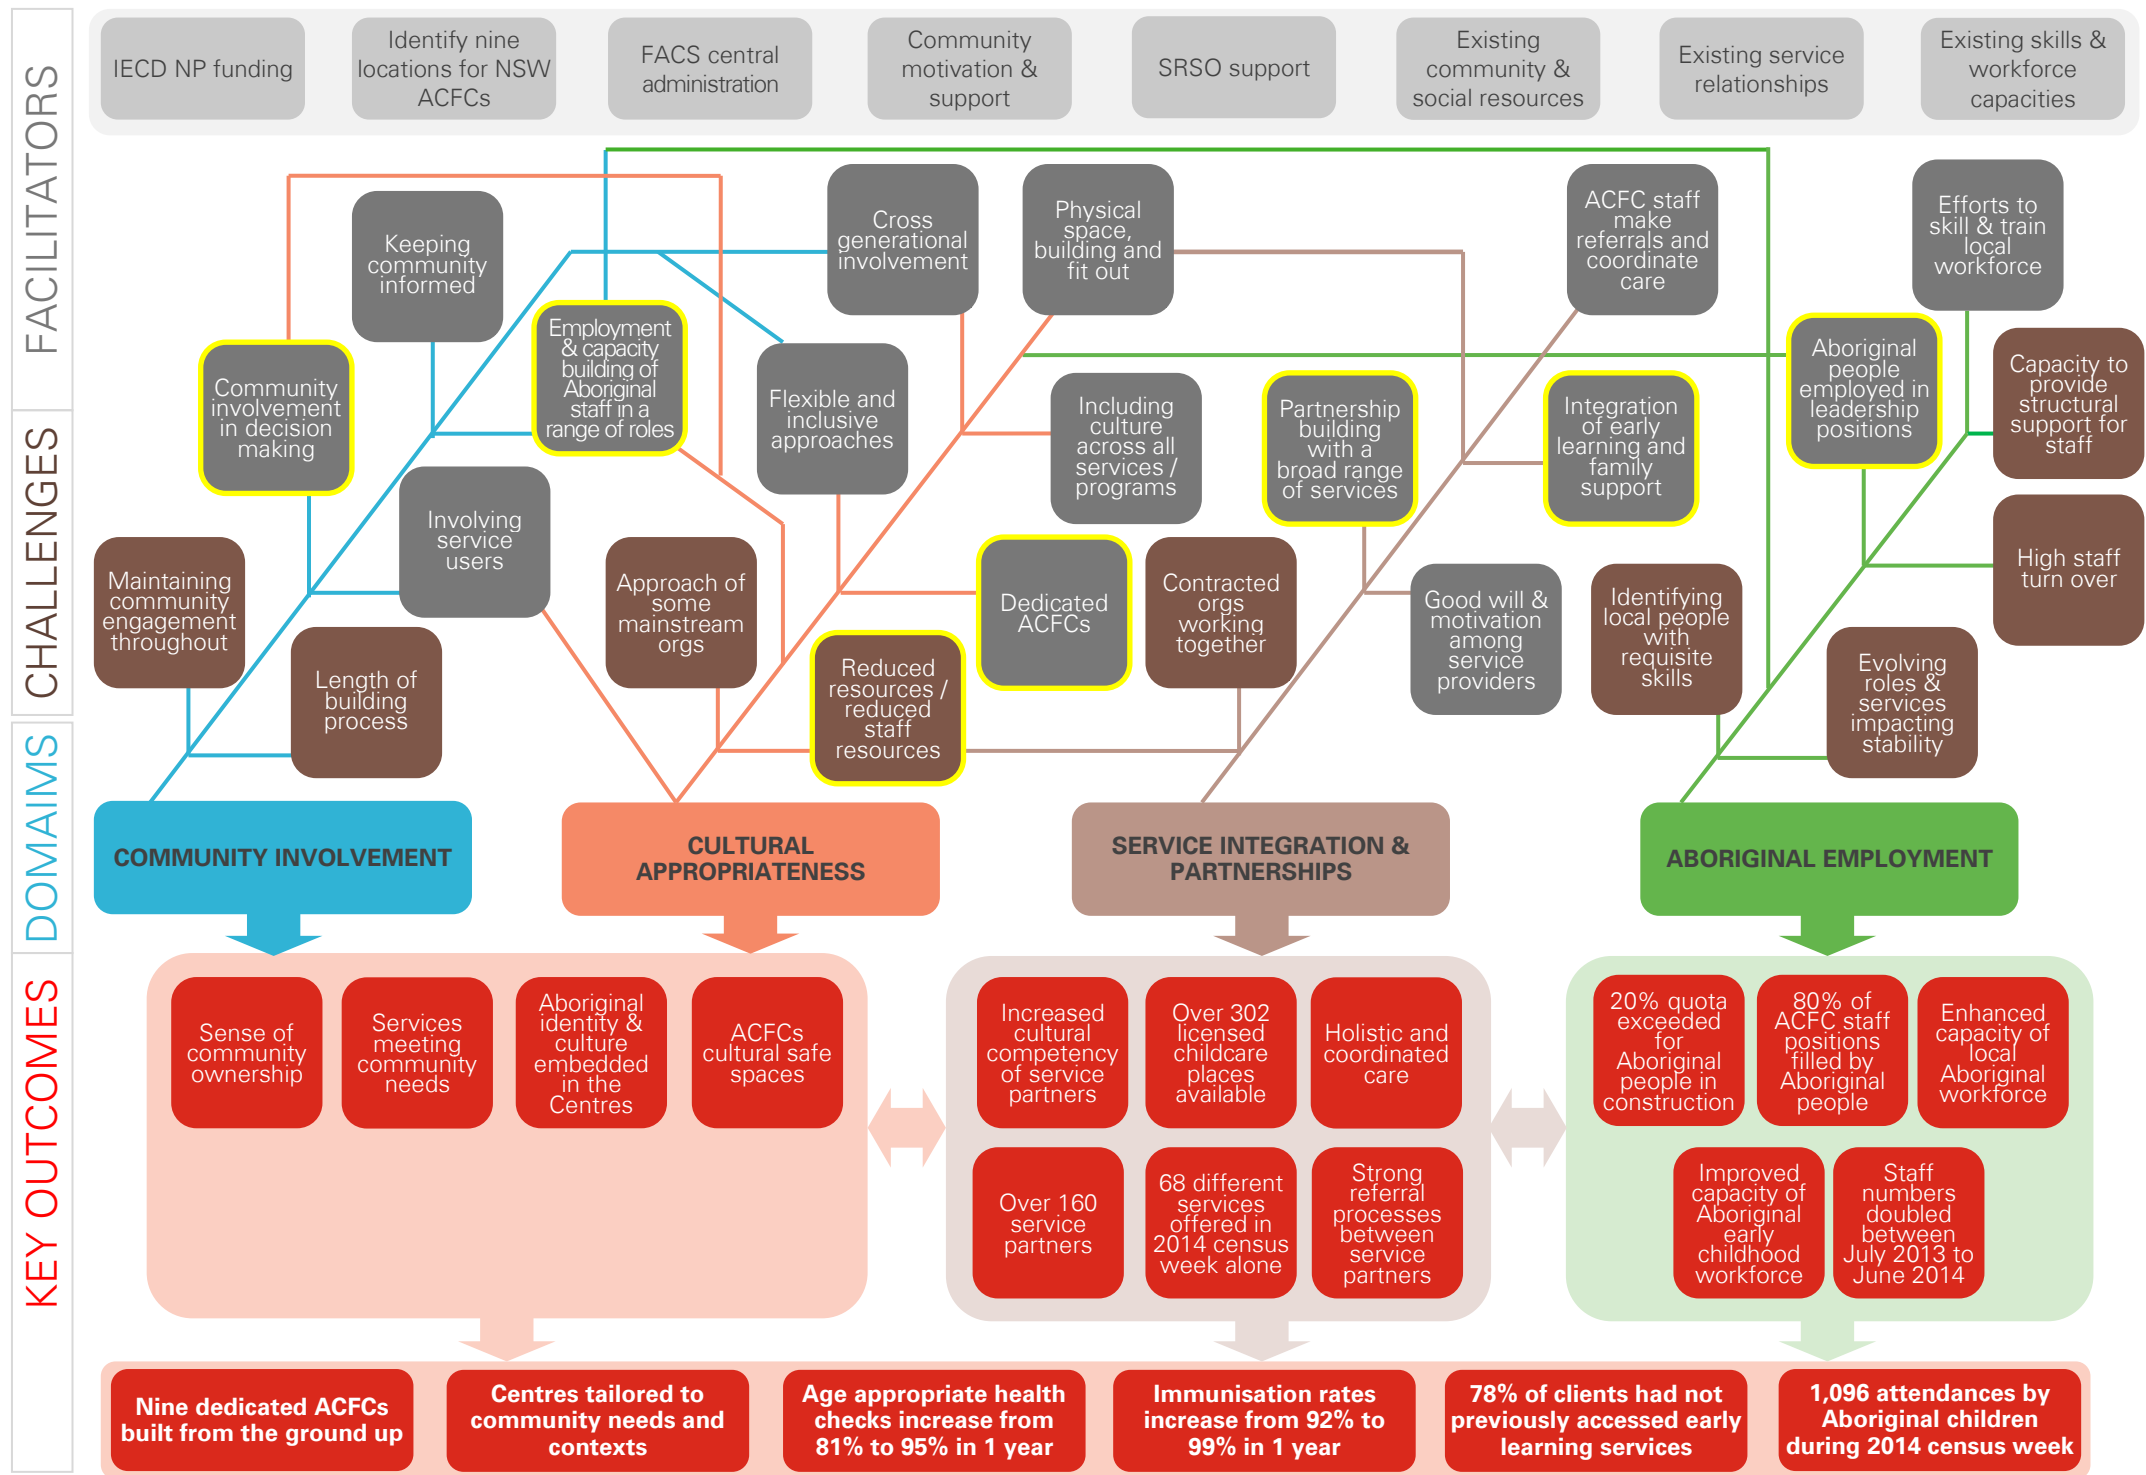 FACILITATORS
IECD NP funding
Identify nine
locations for NSW
ACFCs
FACS central
administration
Community
motivation &
support
SRSO support
Existing
community &
social resources
Existing service
relationships
Existing skills &
workforce
capacities
Keeping
community
informed
Cross
generational
involvement
Physical
space,
building and
fit out
ACFC staff
make
referrals and
coordinate
care
Efforts to
skill & train
local
workforce
Community
involvement
in decision
making
Employment
& capacity
building of
Aboriginal
staff in a
range of roles
Flexible and
inclusive
approaches
Including
culture
across all
services /
programs
Partnership
building
with a
broad range
of services
Integration
of early
learning and
family
support
Aboriginal
people
employed in
leadership
positions
Capacity to
provide
structural
support for
staff
CHALLENGES
Maintaining
community
engagement
throughout
Involving
service
users
Length of
building
process
Approach of
some
mainstream
orgs
Reduced
resources /
reduced
staff
resources
Dedicated
ACFCs
Contracted
orgs
working
together
Good will &
motivation
among
service
providers
Identifying
local people
with
requisite
skills
Evolving
roles &
services
impacting
stability
High staff
turn over
DOMAIMS
COMMUNITY INVOLVEMENT
CULTURAL
APPROPRIATENESS
SERVICE INTEGRATION &
PARTNERSHIPS
ABORIGINAL EMPLOYMENT
KEY OUTCOMES
Sense of
community
ownership
Services
meeting
community
needs
Aboriginal
identity &
culture
embedded
in the
Centres
ACFCs
cultural safe
spaces
Increased
cultural
competency
of service
partners
Over 302
licensed
childcare
places
available
Holistic and
coordinated
care
Over 160
service
partners
68 different
services
offered in
2014 census
week alone
Strong
referral
processes
between
service
partners
20% quota
exceeded
for
Aboriginal
people in
construction
80% of
ACFC staff
positions
filled by
Aboriginal
people
Enhanced
capacity of
local
Aboriginal
workforce
Improved
capacity of
Aboriginal
early
childhood
workforce
Staff
numbers
doubled
between
July 2013 to
June 2014
Nine dedicated ACFCs
built from the ground up
Centres tailored to
community needs and
contexts
Age appropriate health
checks increase from
81% to 95% in 1 year
Immunisation rates
increase from 92% to
99% in 1 year
78% of clients had not
previously accessed early
learning services
1,096 attendances by
Aboriginal children
during 2014 census week